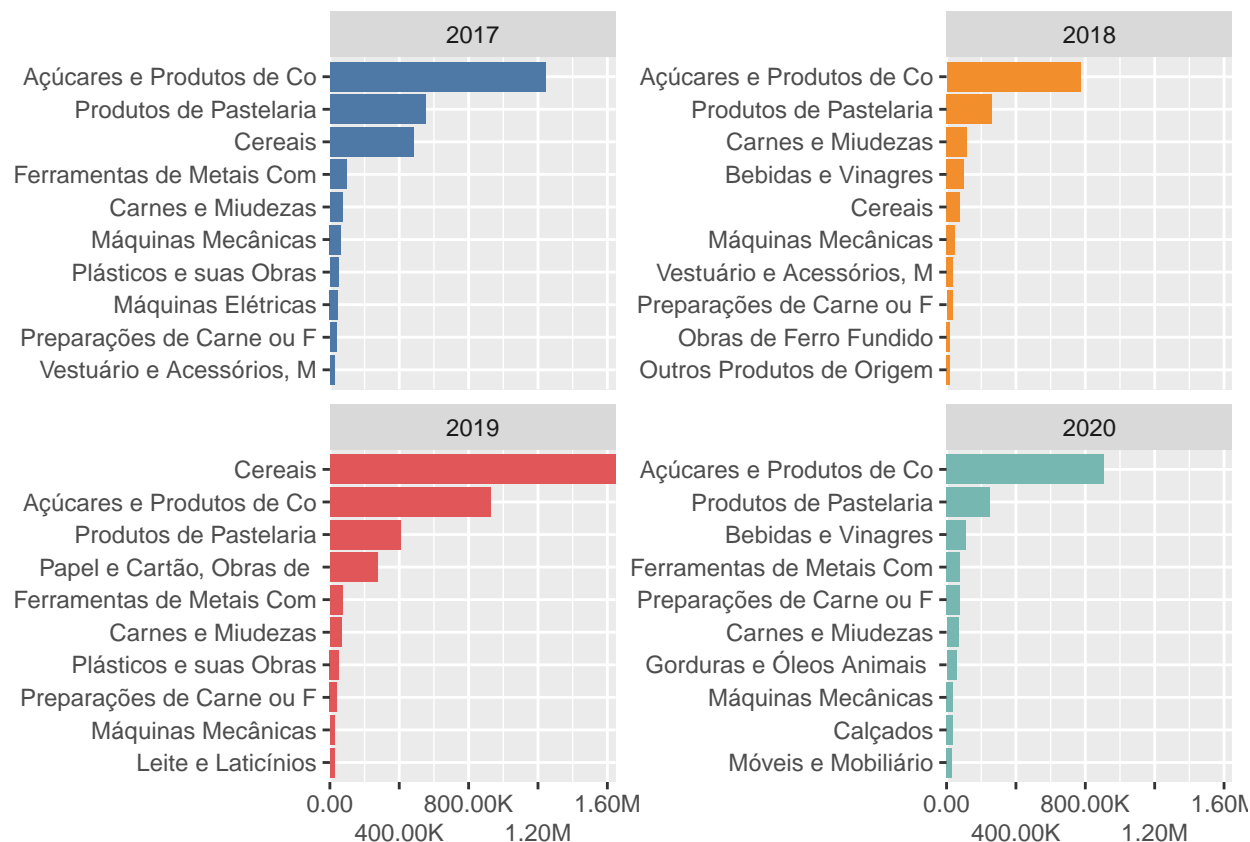 2017
Açúcares e Produtos de Co
Produtos de Pastelaria
Cereais
Ferramentas de Metais Com
Carnes e Miudezas
Máquinas Mecânicas
Plásticos e suas Obras
Máquinas Elétricas
Preparações de Carne ou F
Vestuário e Acessórios, M
2018
Açúcares e Produtos de Co
Produtos de Pastelaria
Carnes e Miudezas
Bebidas e Vinagres
Cereais
Máquinas Mecânicas
Vestuário e Acessórios, M
Preparações de Carne ou F
Obras de Ferro Fundido
Outros Produtos de Origem
2019
Cereais
Açúcares e Produtos de Co
Produtos de Pastelaria
Papel e Cartão, Obras de
Ferramentas de Metais Com
Carnes e Miudezas
Plásticos e suas Obras
Preparações de Carne ou F
Máquinas Mecânicas
Leite e Laticínios
0.00 800.00K 1.60M
400.00K 1.20M
2020
Açúcares e Produtos de Co
Produtos de Pastelaria
Bebidas e Vinagres
Ferramentas de Metais Com
Preparações de Carne ou F
Carnes e Miudezas
Gorduras e Óleos Animais
Máquinas Mecânicas
Calçados
Móveis e Mobiliário
0.00 800.00K 1.60M
400.00K 1.20M